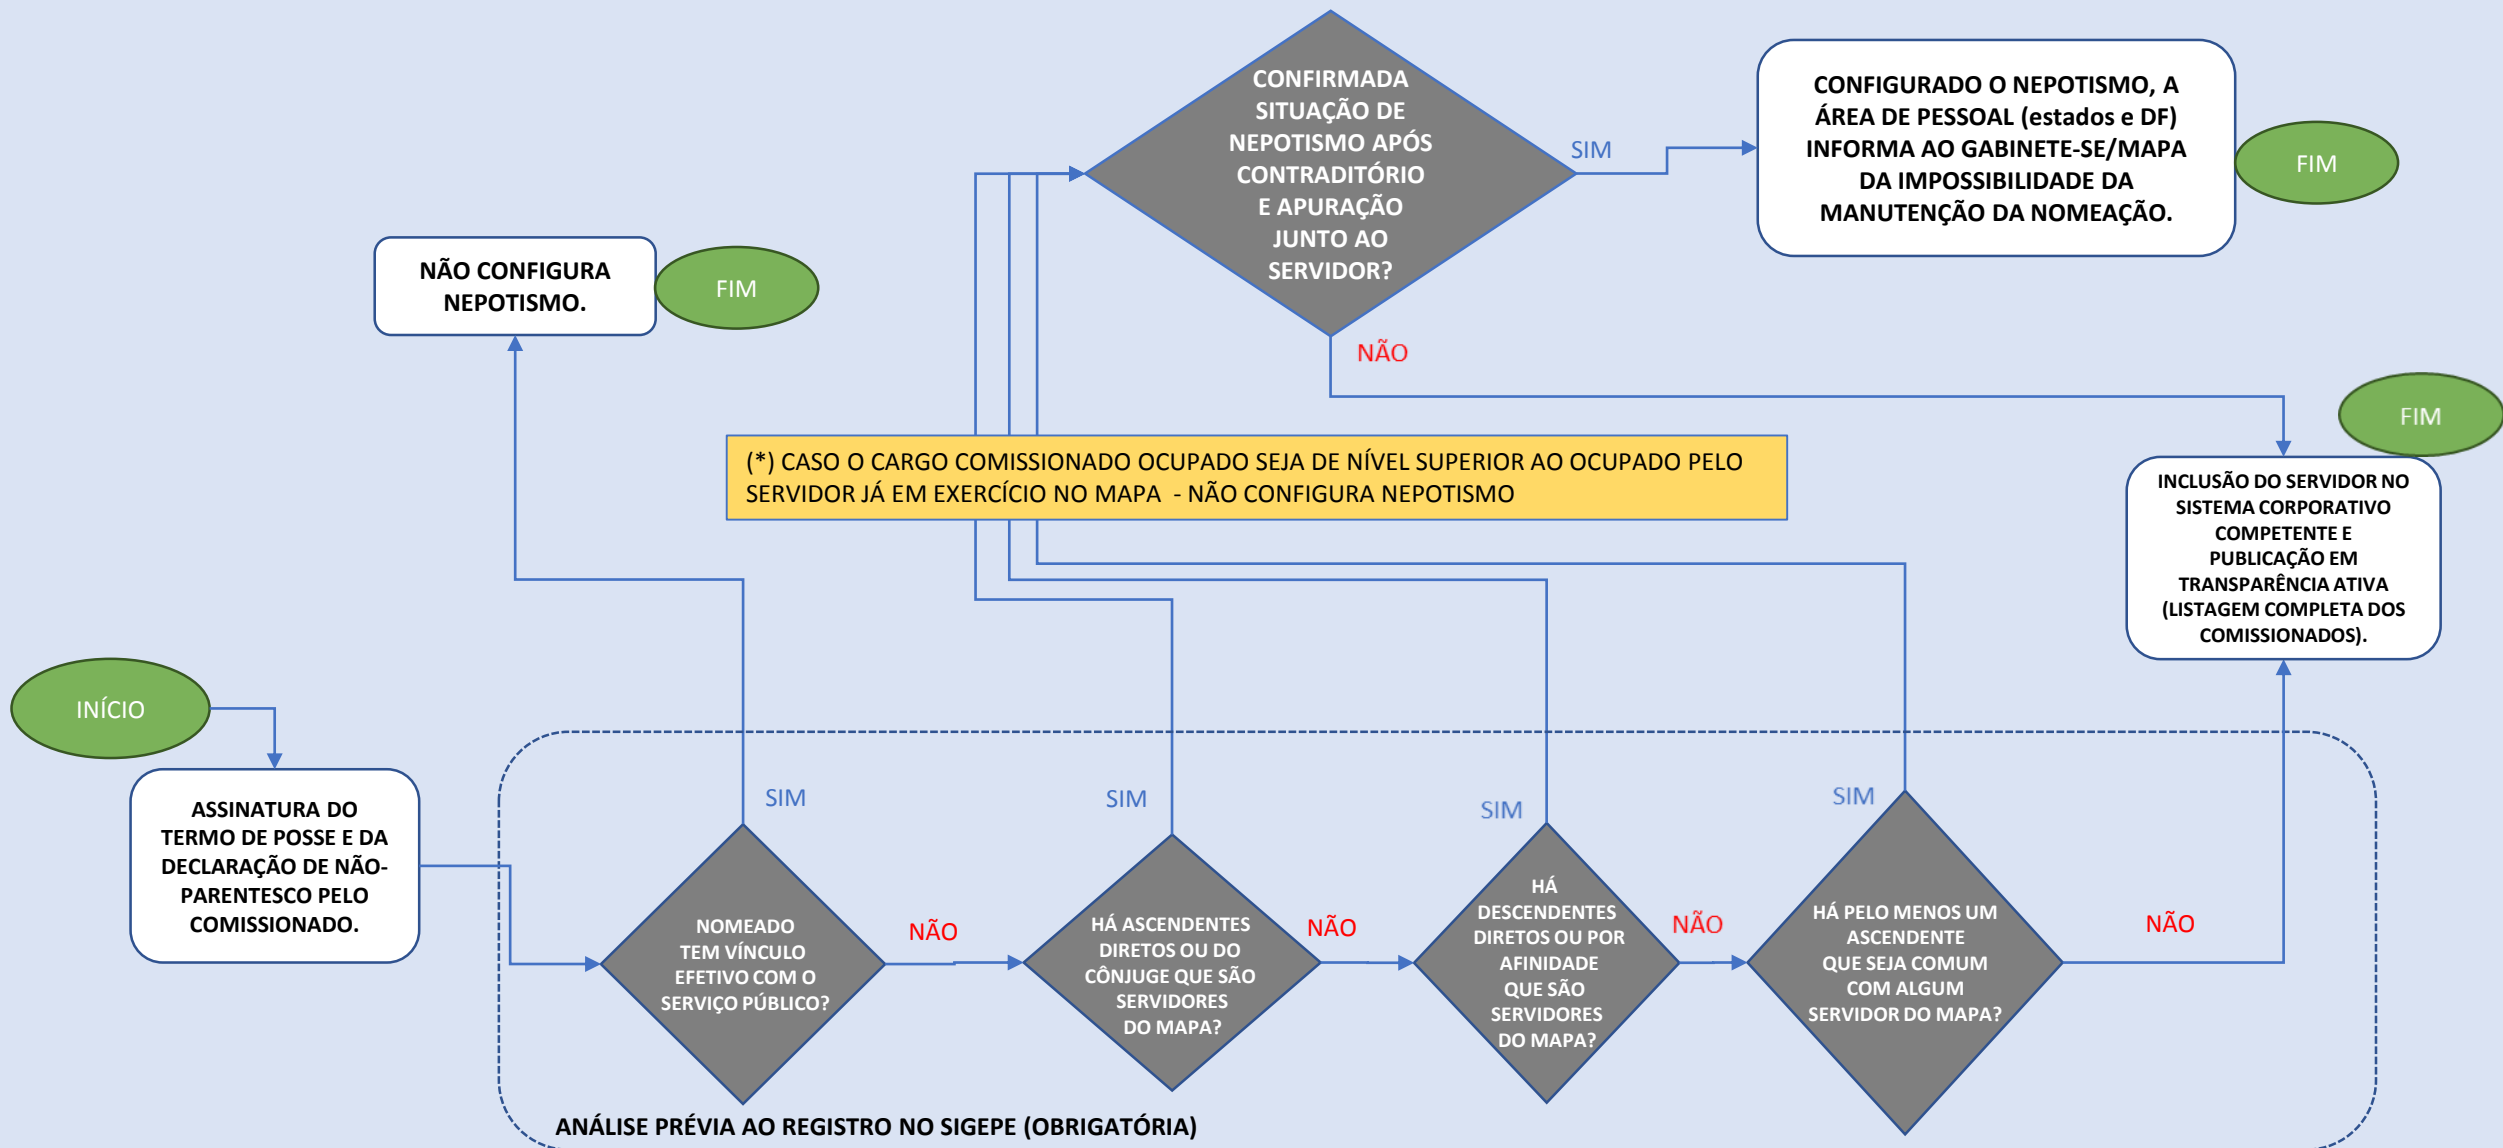 CONFIRMADA
SITUAÇÃO DE
NEPOTISMO APÓS
CONTRADITÓRIO
E APURAÇÃO
JUNTO AO
SERVIDOR?
SIM
CONFIGURADO O NEPOTISMO, A
ÁREA DE PESSOAL (estados e DF)
INFORMA AO GABINETE-SE/MAPA
DA IMPOSSIBILIDADE DA
MANUTENÇÃO DA NOMEAÇÃO.
FIM
NÃO CONFIGURA
NEPOTISMO.
FIM
NÃO
FIM
(*) CASO O CARGO COMISSIONADO OCUPADO SEJA DE NÍVEL SUPERIOR AO OCUPADO PELO
SERVIDOR JÁ EM EXERCÍCIO NO MAPA - NÃO CONFIGURA NEPOTISMO
INCLUSÃO DO SERVIDOR NO
SISTEMA CORPORATIVO
COMPETENTE E
PUBLICAÇÃO EM
TRANSPARÊNCIA ATIVA
(LISTAGEM COMPLETA DOS
COMISSIONADOS).
INÍCIO
ASSINATURA DO
TERMO DE POSSE E DA
DECLARAÇÃO DE NÃO-
PARENTESCO PELO
COMISSIONADO.
SIM
NOMEADO
TEM VÍNCULO
EFETIVO COM O
SERVIÇO PÚBLICO?
NÃO
SIM
HÁ ASCENDENTES
DIRETOS OU DO
CÔNJUGE QUE SÃO
SERVIDORES
DO MAPA?
NÃO
SIM
HÁ
DESCENDENTES
DIRETOS OU POR
AFINIDADE
QUE SÃO
SERVIDORES
DO MAPA?
NÃO
SIM
HÁ PELO MENOS UM
ASCENDENTE
QUE SEJA COMUM
COM ALGUM
SERVIDOR DO MAPA?
NÃO
ANÁLISE PRÉVIA AO REGISTRO NO SIGEPE (OBRIGATÓRIA)